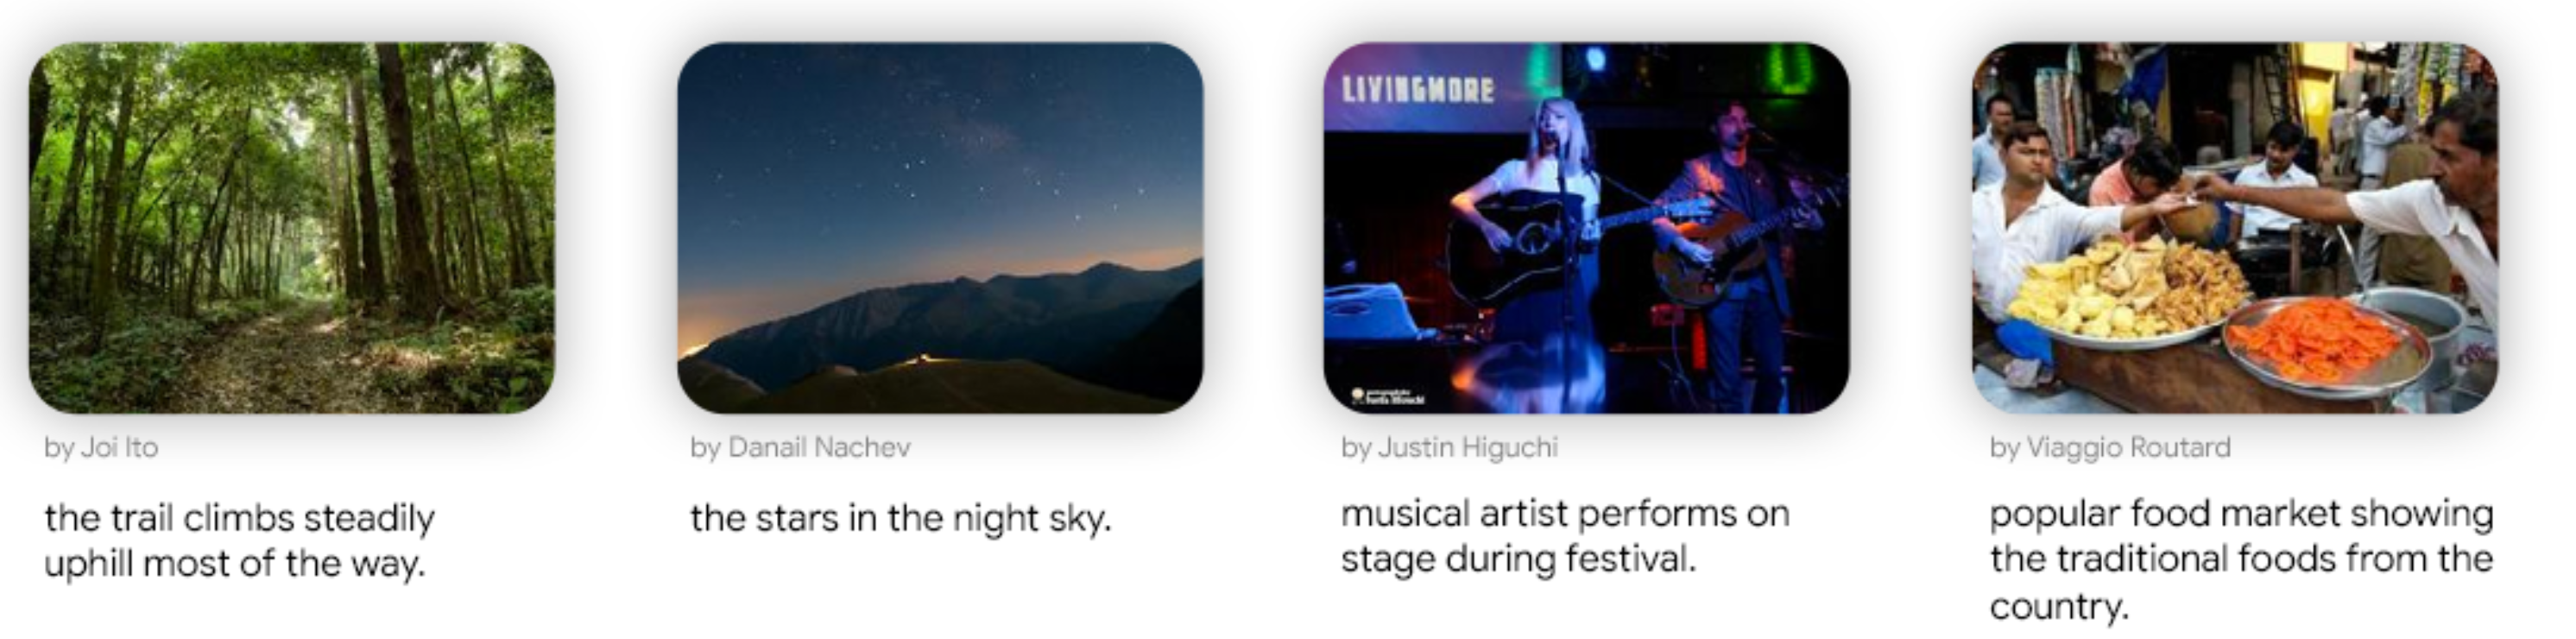 LIVINGMORE
by Joi Ito
the trail climbs steadily
uphill most of the way.
by Danail Nachev
the stars in the night sky.
by Justin Higuchi
musical artist performs on
stage during festival.
by Viaggio Routard
popular food market showing
the traditional foods from the
country.